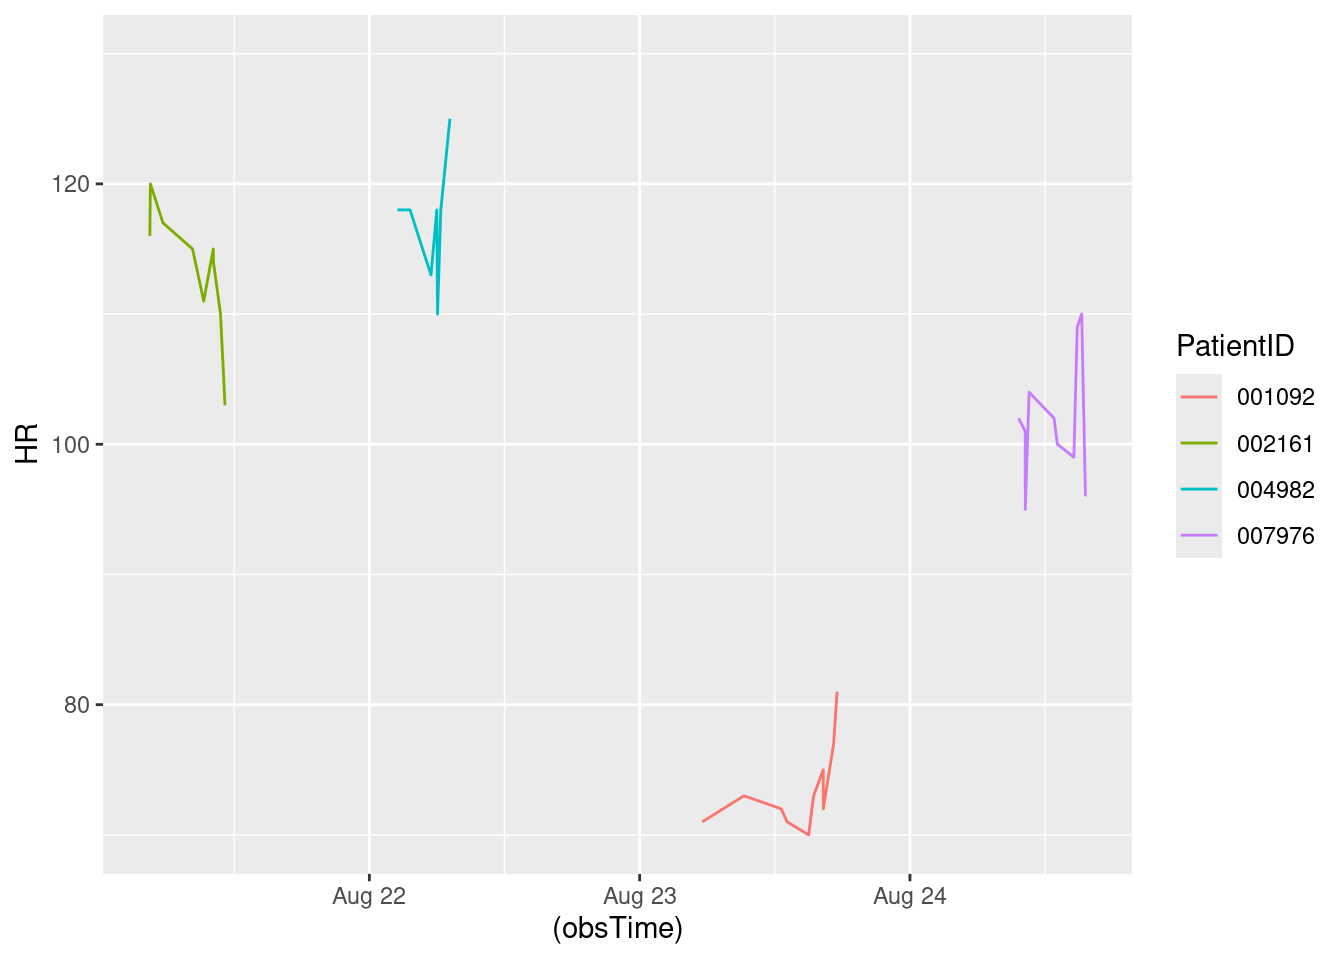 HR
120
100
80
Aug 22
Aug 23
Aug 24
(obsTime)
PatientID
001092
002161
004982
007976